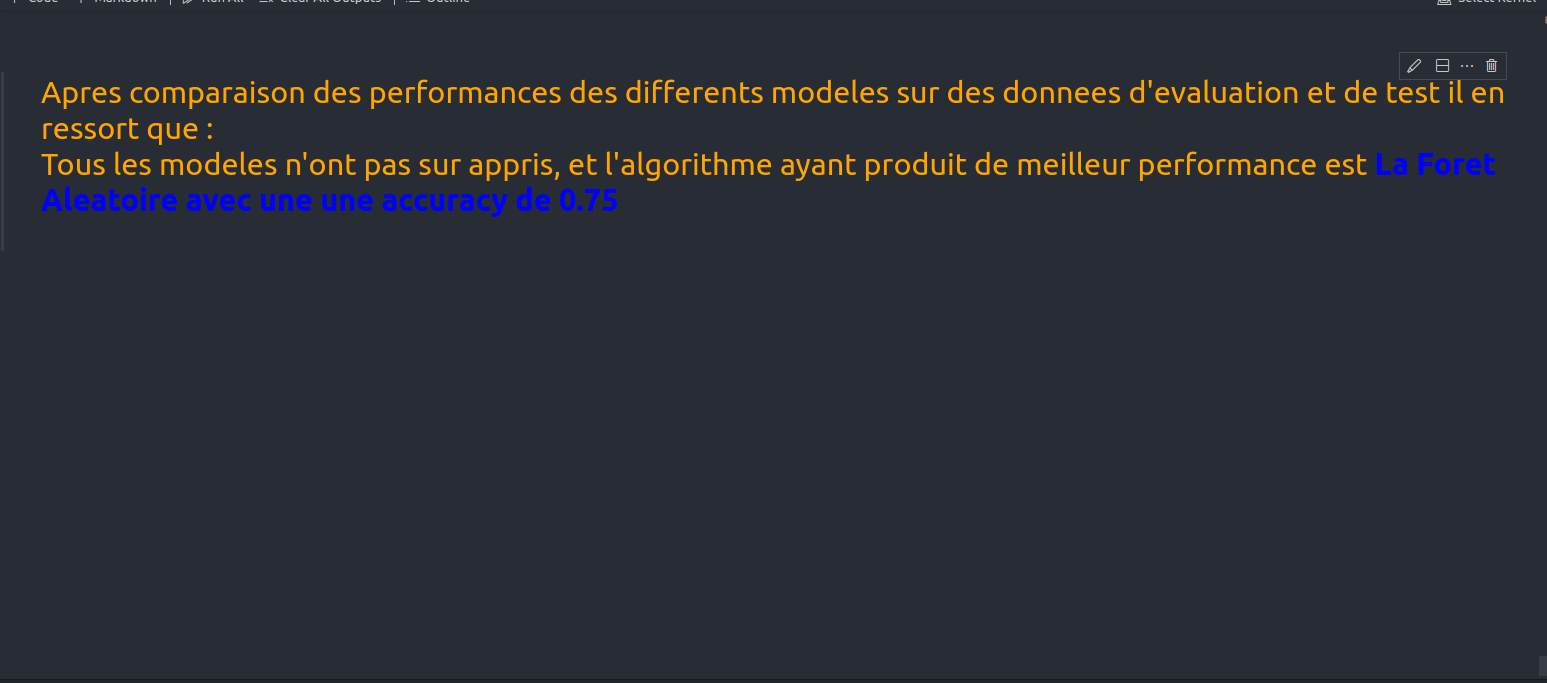 Code Markdown Run All Clear All Outputs Outline Select Kernel
Apres comparaison des performances des differents modeles sur des donnees d'evaluation et de test il en
ressort que :
Tous les modeles n'ont pas sur appris, et l'algorithme ayant produit de meilleur performance est La Foret
Aleatoire avec une une accuracy de 0.75